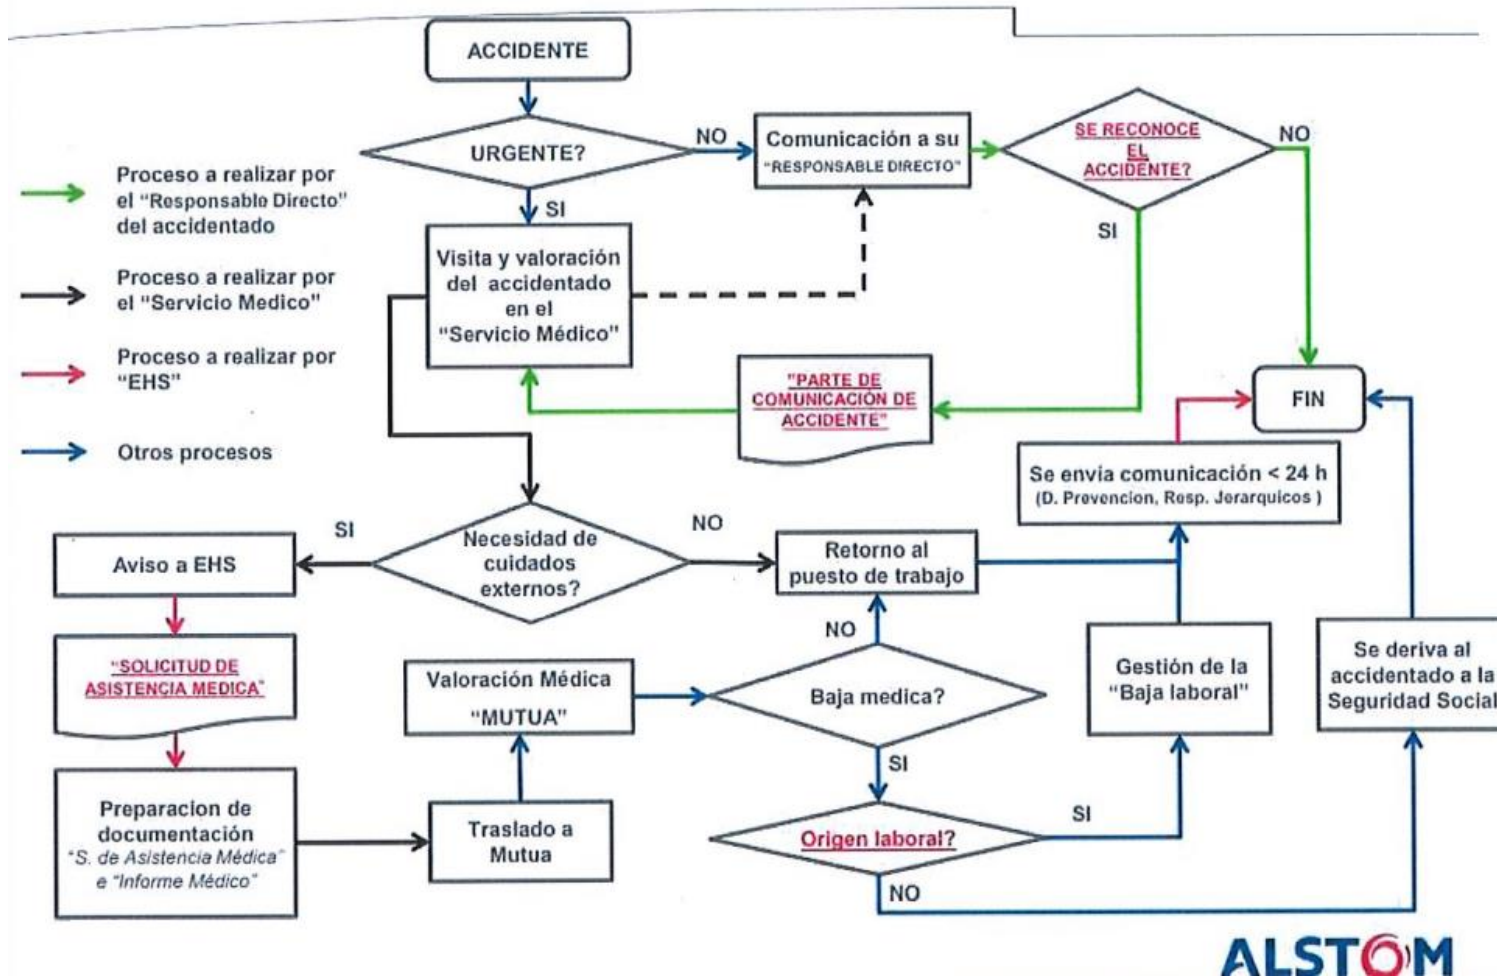 ACCIDENTE
URGENTE?
NO
SI
Comunicación a su
"RESPONSABLE DIRECTO"
SE RECONOCE
EL
ACCIDENTE?
NO
SI
Proceso a realizar por
el "Responsable Directo"
del accidentado
Proceso a realizar por
el "Servicio Medico"
Proceso a realizar por
"EHS"
Otros procesos
Visita y valoración
del accidentado
en el
"Servicio Médico"
"PARTE DE
COMUNICACIÓN DE
ACCIDENTE"
FIN
Se envía comunicación < 24 h
(D. Prevencion, Resp. Jerarquicos )
Necesidad de
cuidados
externos?
SI
NO
Aviso a EHS
Retorno al
puesto de trabajo
"SOLICITUD DE
ASISTENCIA MEDICA"
Valoración Médica
"MUTUA"
NO
Baja medica?
SI
Gestión de la
"Baja laboral"
Se deriva al
accidentado a la
Seguridad Social
Preparacion de
documentación
"S. de Asistencia Médica"
e "Informe Médico"
Traslado a
Mutua
Origen laboral?
SI
NO
ALSTOM